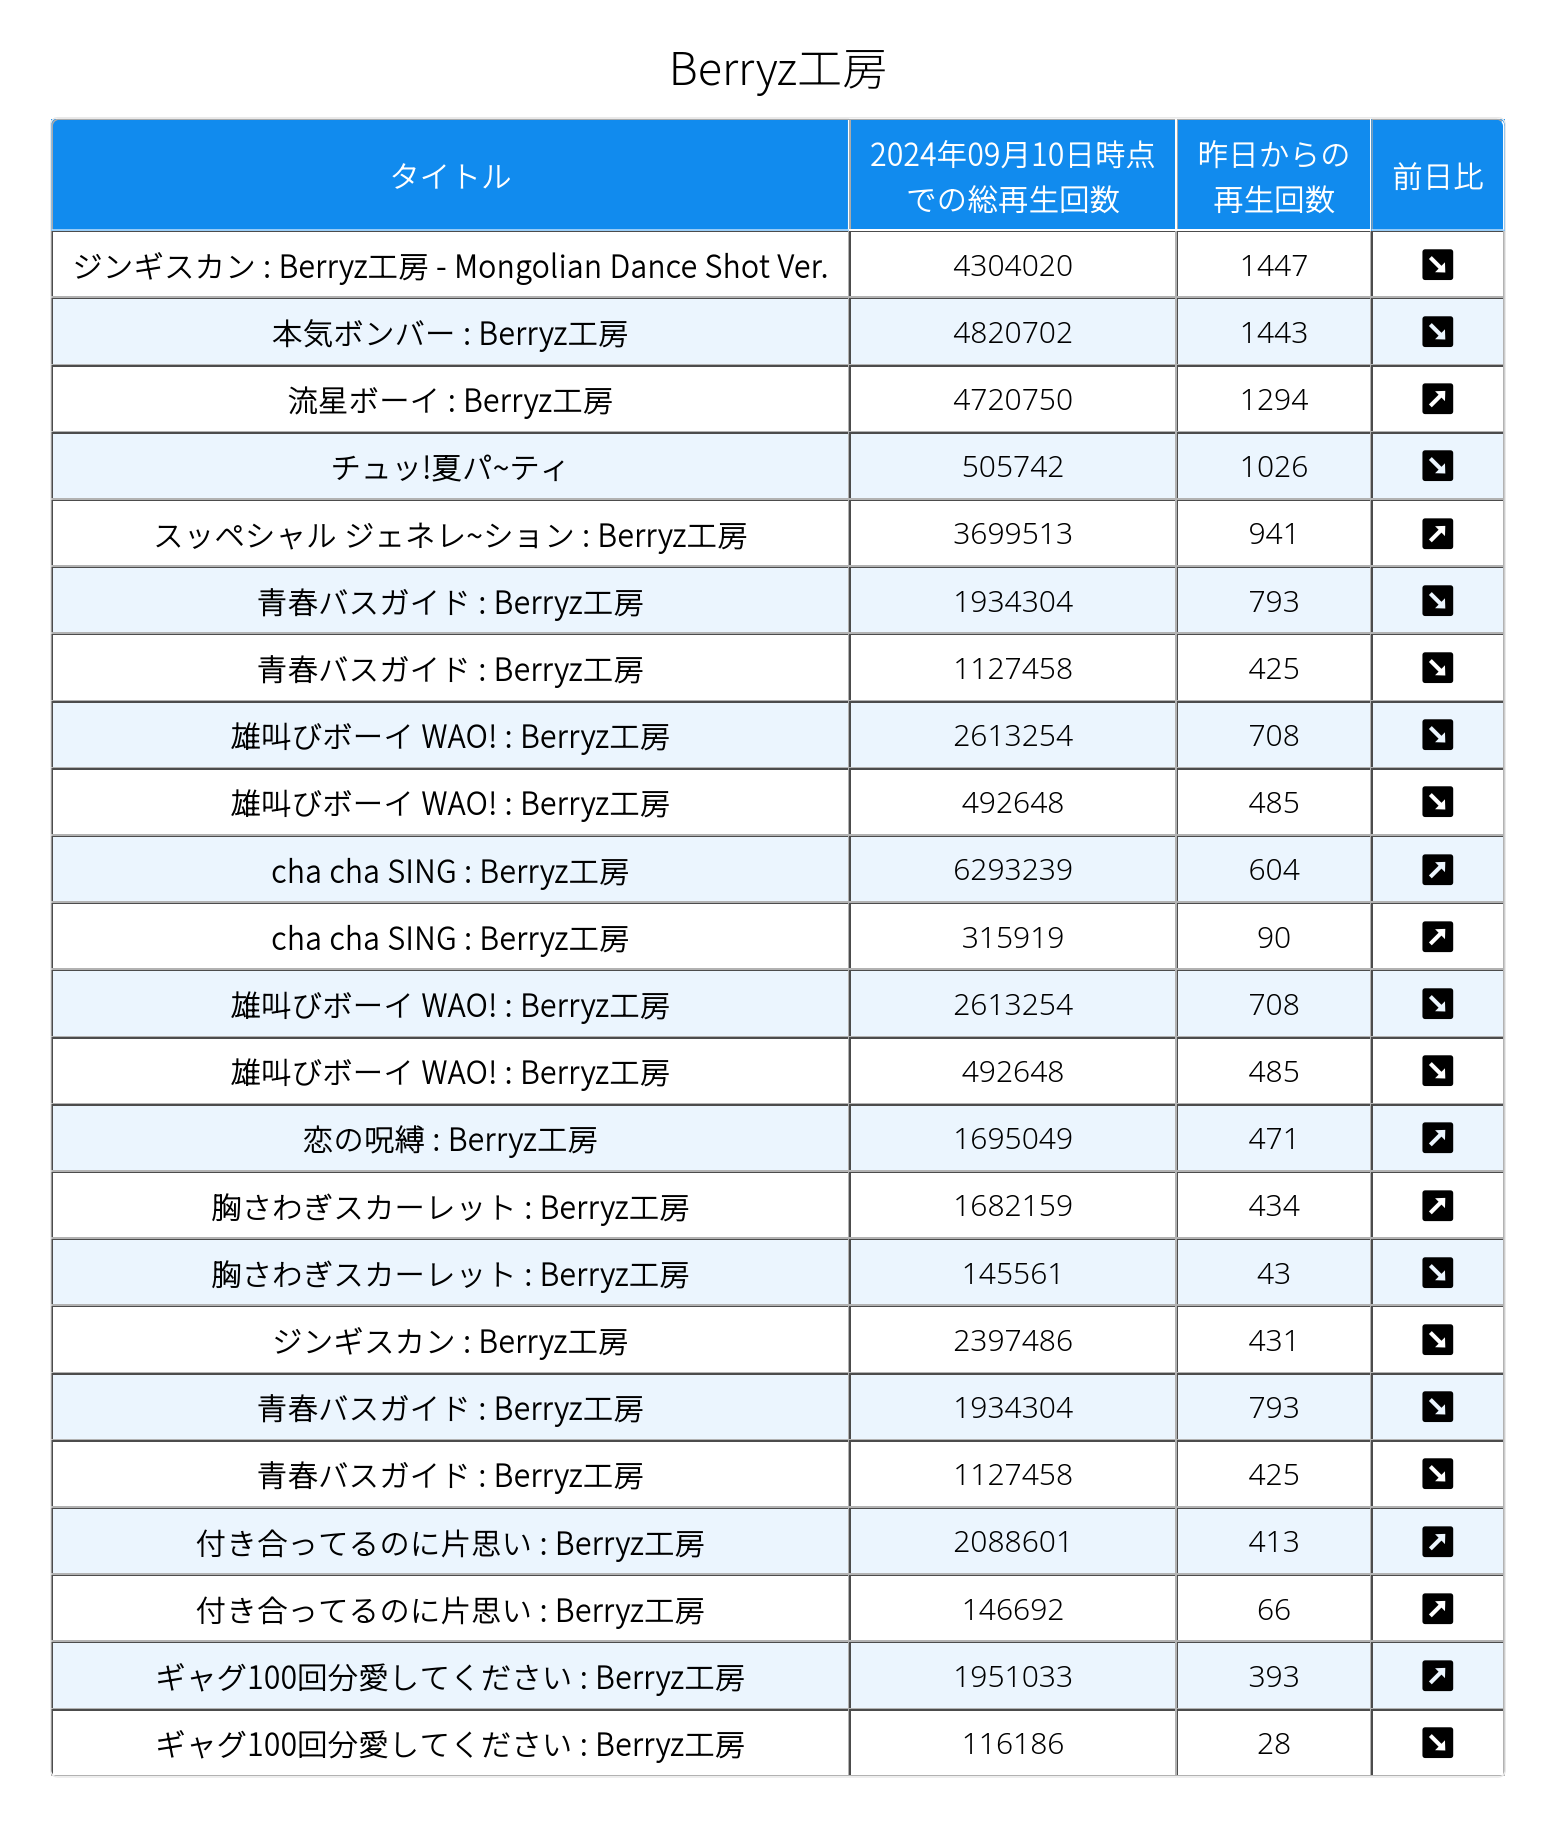 Berryz工房
タイトル 2024年09月10日時点での総再生回数 昨日からの再生回数 前日比
ジンギスカン : Berryz工房 - Mongolian Dance Shot Ver. 4304020 1447 ↘
本気ボンバー : Berryz工房 4820702 1443 ↘
流星ボーイ : Berryz工房 4720750 1294 ↗
チュッ!夏パ~ティ 505742 1026 ↘
スッペシャル ジェネレ~ション : Berryz工房 3699513 941 ↗
青春バスガイド : Berryz工房 1934304 793 ↘
青春バスガイド : Berryz工房 1127458 425 ↘
雄叫びボーイ WAO! : Berryz工房 2613254 708 ↘
雄叫びボーイ WAO! : Berryz工房 492648 485 ↘
cha cha SING : Berryz工房 6293239 604 ↗
cha cha SING : Berryz工房 315919 90 ↗
雄叫びボーイ WAO! : Berryz工房 2613254 708 ↘
雄叫びボーイ WAO! : Berryz工房 492648 485 ↘
恋の呪縛 : Berryz工房 1695049 471 ↗
胸さわぎスカーレット : Berryz工房 1682159 434 ↗
胸さわぎスカーレット : Berryz工房 145561 43 ↘
ジンギスカン : Berryz工房 2397486 431 ↘
青春バスガイド : Berryz工房 1934304 793 ↘
青春バスガイド : Berryz工房 1127458 425 ↘
付き合ってるのに片思い : Berryz工房 2088601 413 ↗
付き合ってるのに片思い : Berryz工房 146692 66 ↗
ギャグ100回分愛してください : Berryz工房 1951033 393 ↗
ギャグ100回分愛してください : Berryz工房 116186 28 ↘